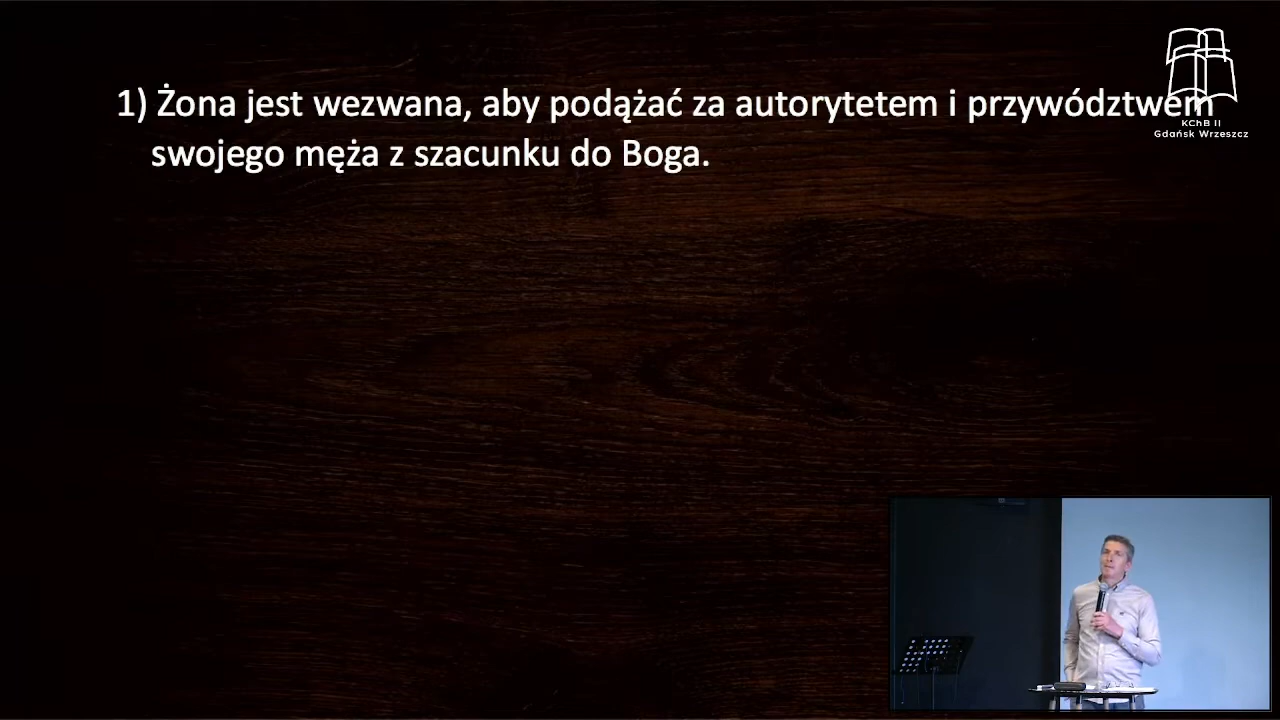 1) Żona jest wezwana, aby podążać za autorytetem i przywództwem
swojego męża z szacunku do Boga.
KChB II
Gdańsk Wrzeszcz